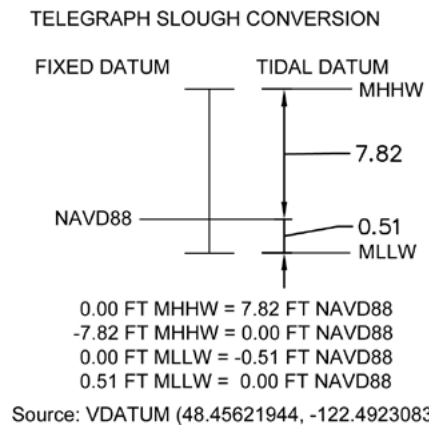 TELEGRAPH SLOUGH CONVERSION
FIXED DATUM TIDAL DATUM
MHHW
7.82
NAVD88
0.51
MLLW
0.00 FT MHHW = 7.82 FT NAVD88
-7.82 FT MHHW = 0.00 FT NAVD88
0.00 FT MLLW = -0.51 FT NAVD88
0.51 FT MLLW = 0.00 FT NAVD88
Source: VDATUM (48.45621944, -122.4923083